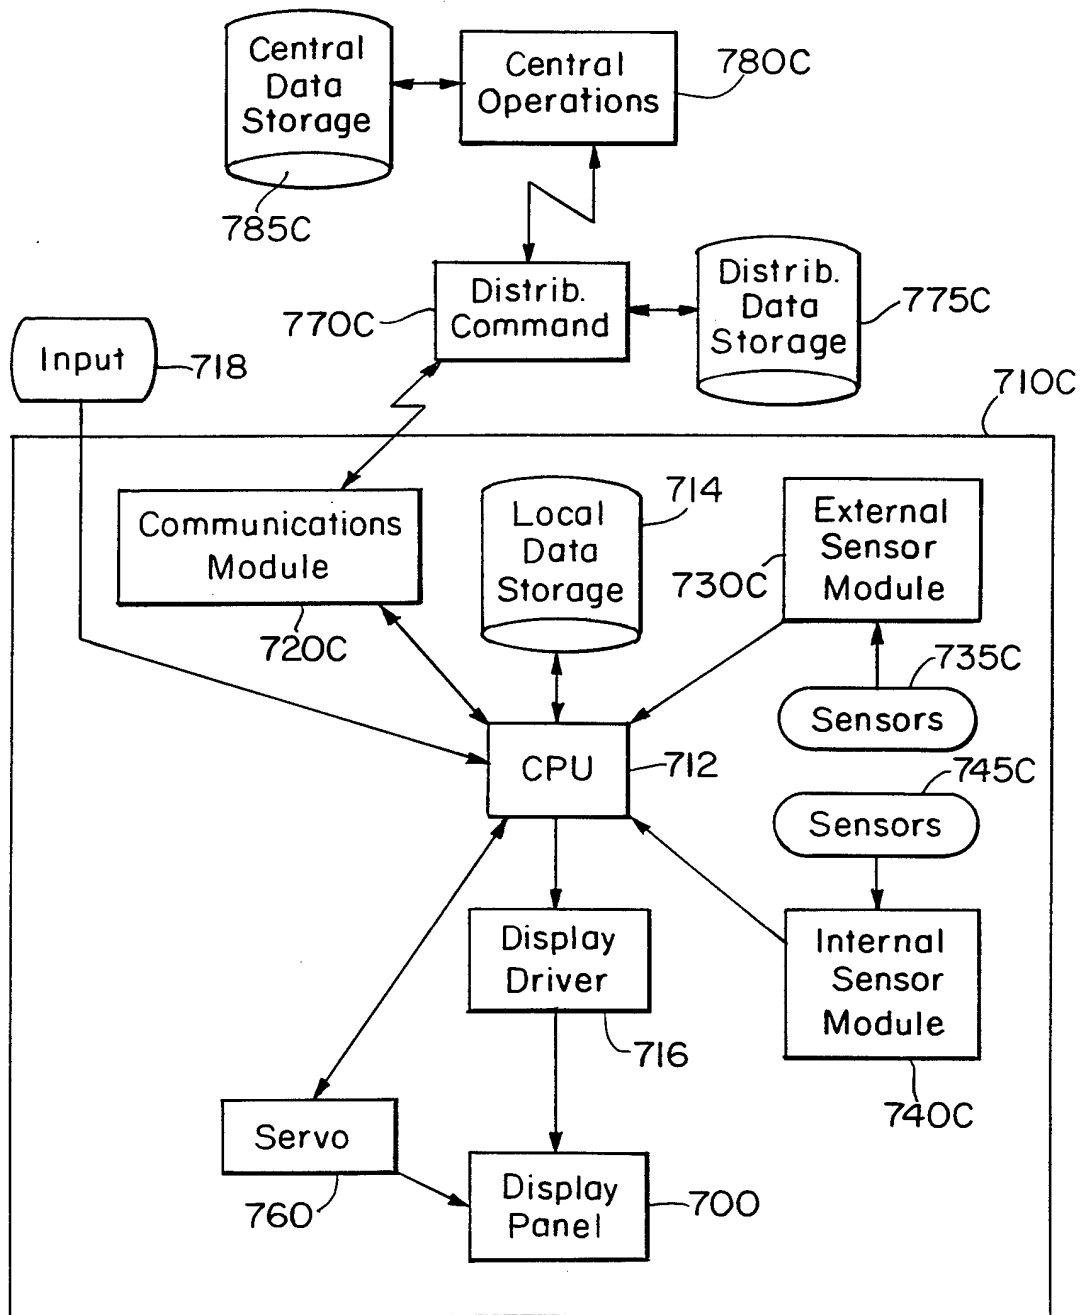 Central
Data
Storage
785C
Central
Operations
780C
Distrib.
Command
770C
Distrib.
Data
Storage
775C
Input
718
710C
Communications
Module
720C
Local
Data
Storage
714
External
Sensor
Module
730C
735C
Sensors
CPU
712
745C
Sensors
Display
Driver
716
Internal
Sensor
Module
740C
Servo
760
Display
Panel
700